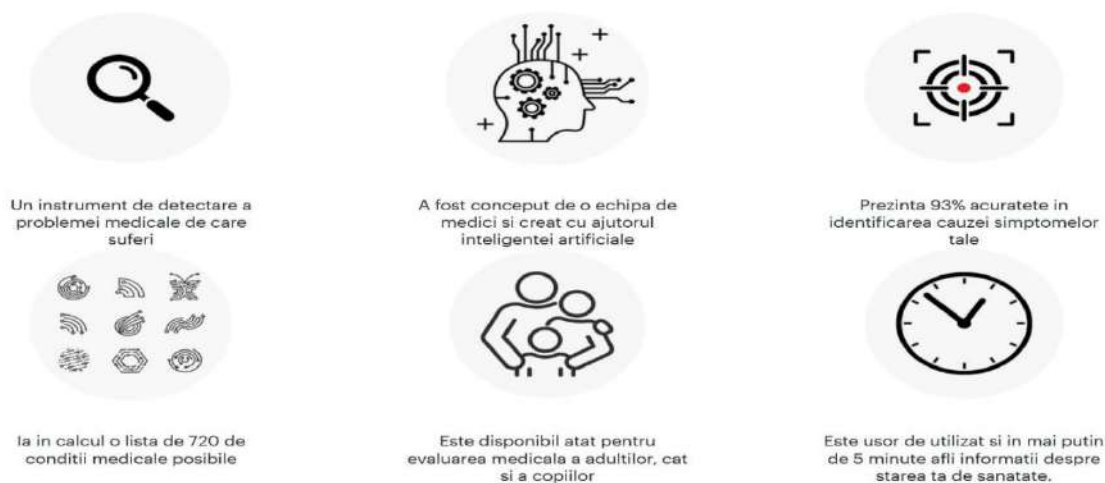 Un instrument de detectare a
problemei medicale de care
suferi
A fost conceput de o echipa de
medici si creat cu ajutorul
inteligentei artificiale
Prezinta 93% acuratete in
identificarea cauzei simptomelor
tale
Ia in calcul o lista de 720 de
conditii medicale posibile
Este disponibil atat pentru
evaluarea medicala a adultilor, cat
si a copiilor
Este usor de utilizat si in mai putin
de 5 minute afli informatii despre
starea ta de sanatate.